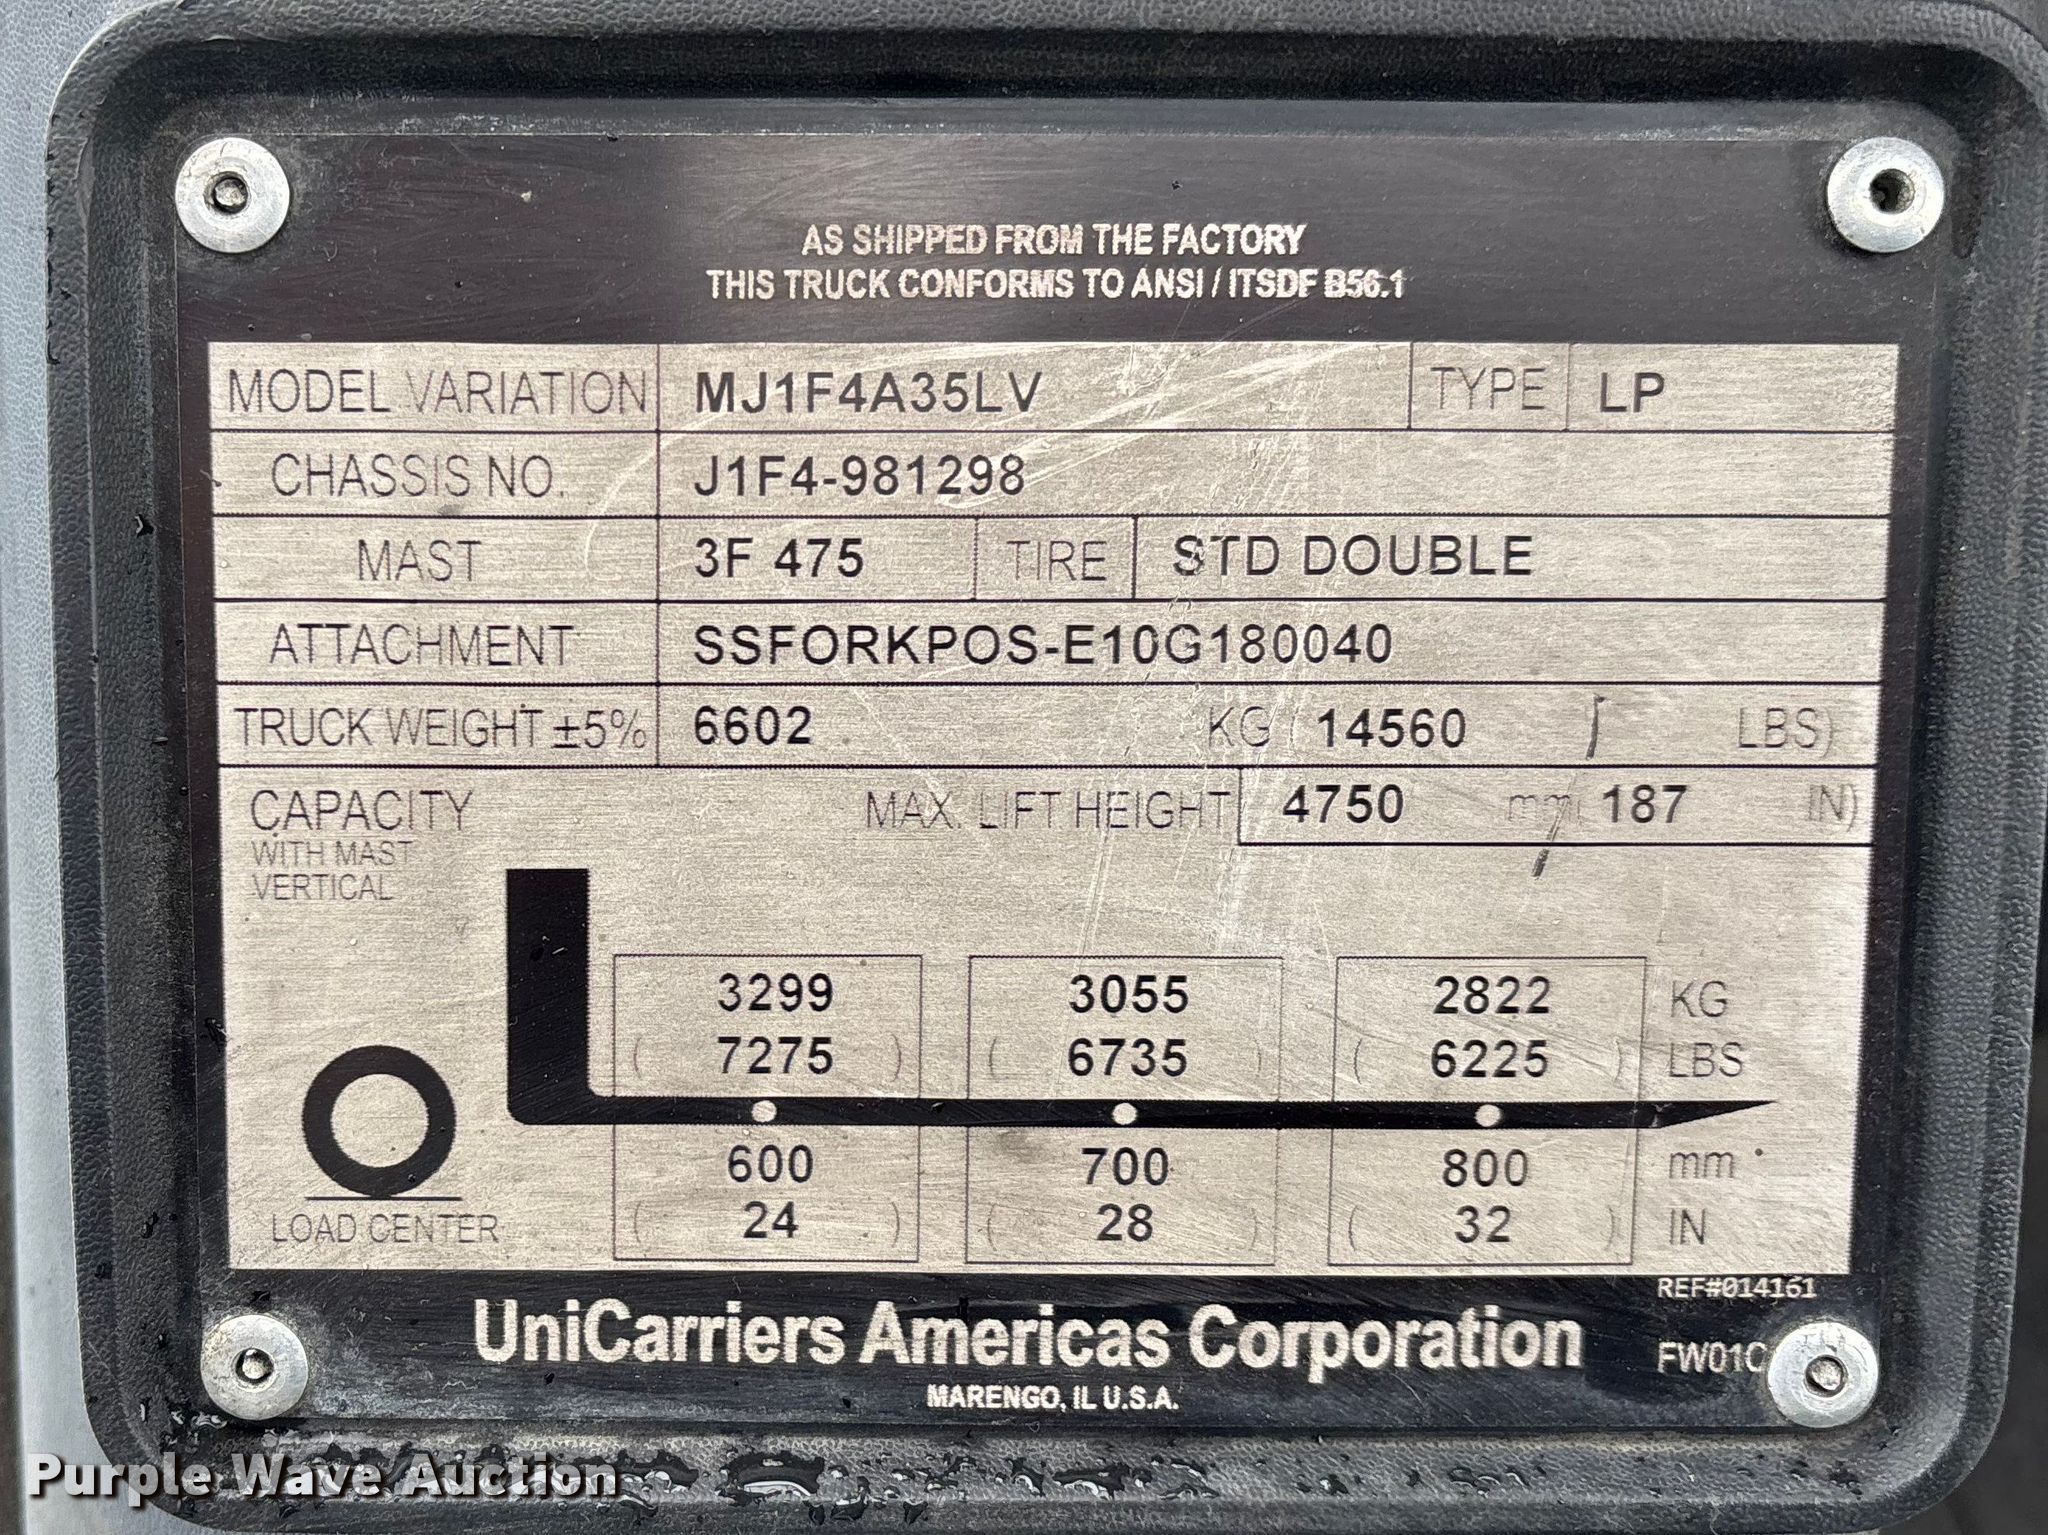 AS SHIPPED FROM THE FACTORY
THIS TRUCK CONFORMS TO ANSI / ITSDF B56.1
MODEL VARIATION MJ1F4A35LV TYPE LP
CHASSIS NO. J1F4-981298
MAST 3F 475 TIRE STD DOUBLE
ATTACHMENT SSFORKPOS-E10G180040
TRUCK WEIGHT ±5% 6602 KG ( 14560 LBS)
CAPACITY MAX. LIFT HEIGHT 4750 mm ( 187 IN)
WITH MAST
VERTICAL
3299 3055 2822 KG
( 7275 ) ( 6735 ) ( 6225 ) LBS
600 700 800 mm
LOAD CENTER ( 24 ) ( 28 ) ( 32 ) IN
REF#014161
UniCarriers Americas Corporation FW01C
MARENGO, IL U.S.A.
Purple Wave Auction